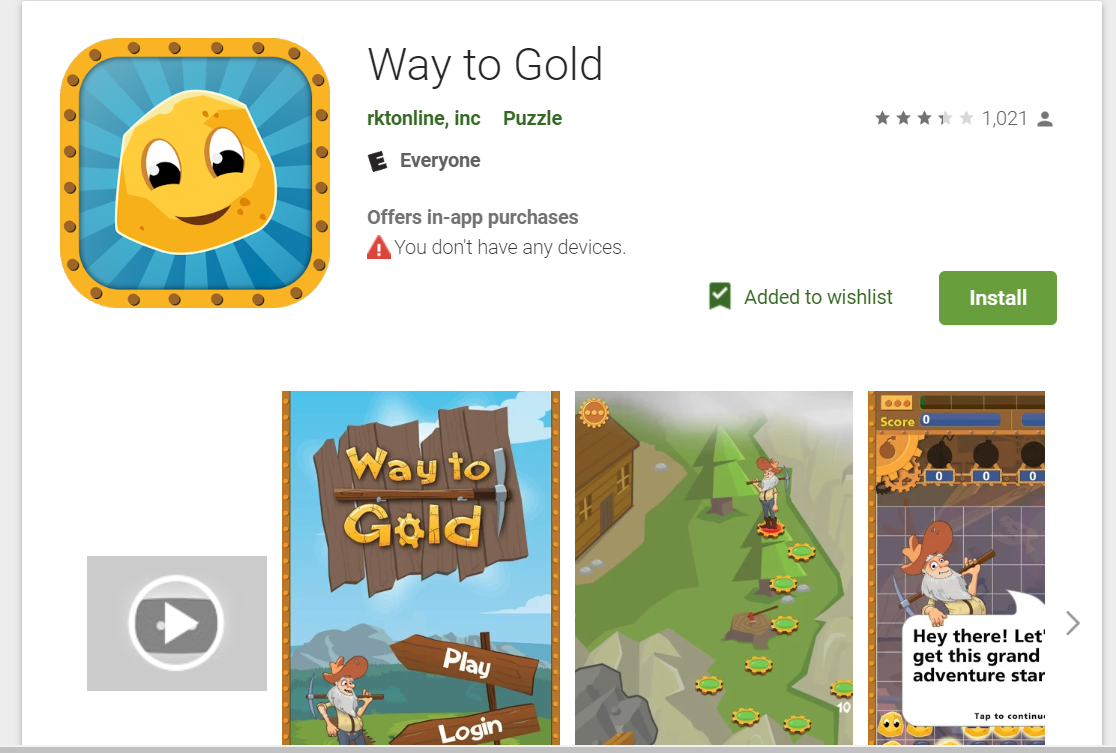 Way to Gold
rktonline, inc Puzzle
1,021
E Everyone
Offers in-app purchases
You don't have any devices.
Added to wishlist
Install
Way to
Gold
Play
Login
10
Score 0
0 0 0
Hey there! Let'
get this grand
adventure star
Tap to continu